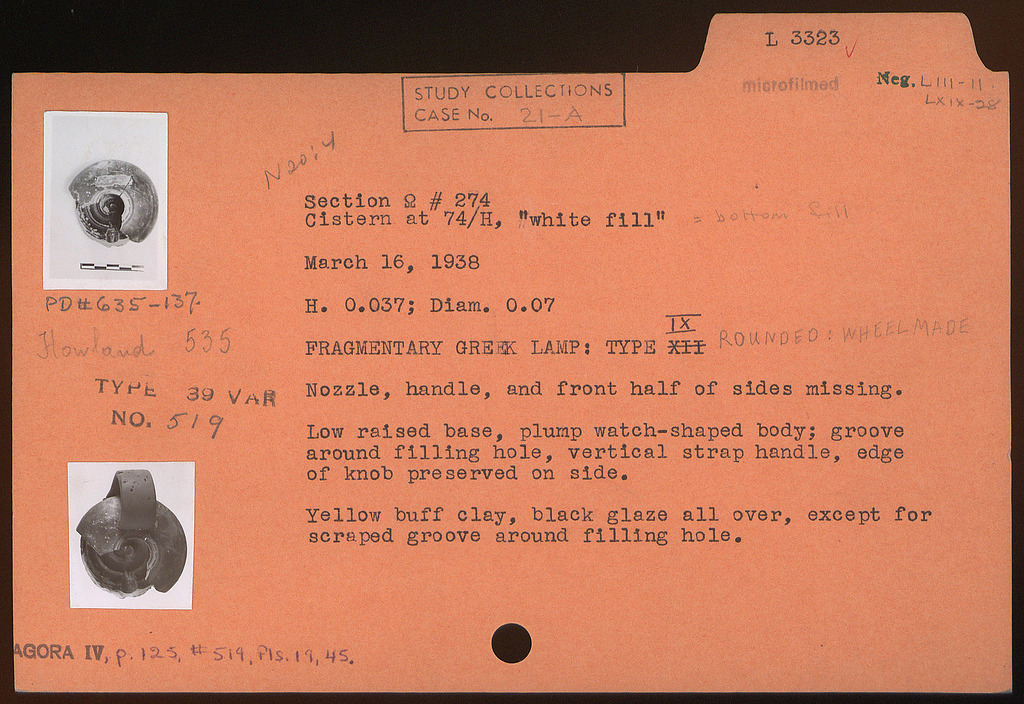 L 3323
microfilmed
Neg. LIII-11
LXIX-28
STUDY COLLECTIONS
CASE No. 21-A
N20:4
Section Ω # 274
Cistern at 74/H, "white fill" = bottom fill
March 16, 1938
PD#635-137.
H. 0.037; Diam. 0.07
Howland 535
IX
FRAGMENTARY GREEK LAMP: TYPE XII ROUNDED: WHEELMADE
TYPE 39 VAR
NO. 519
Nozzle, handle, and front half of sides missing.
Low raised base, plump watch-shaped body; groove
around filling hole, vertical strap handle, edge
of knob preserved on side.
Yellow buff clay, black glaze all over, except for
scraped groove around filling hole.
AGORA IV, p. 125, #519, Pls. 19, 45.